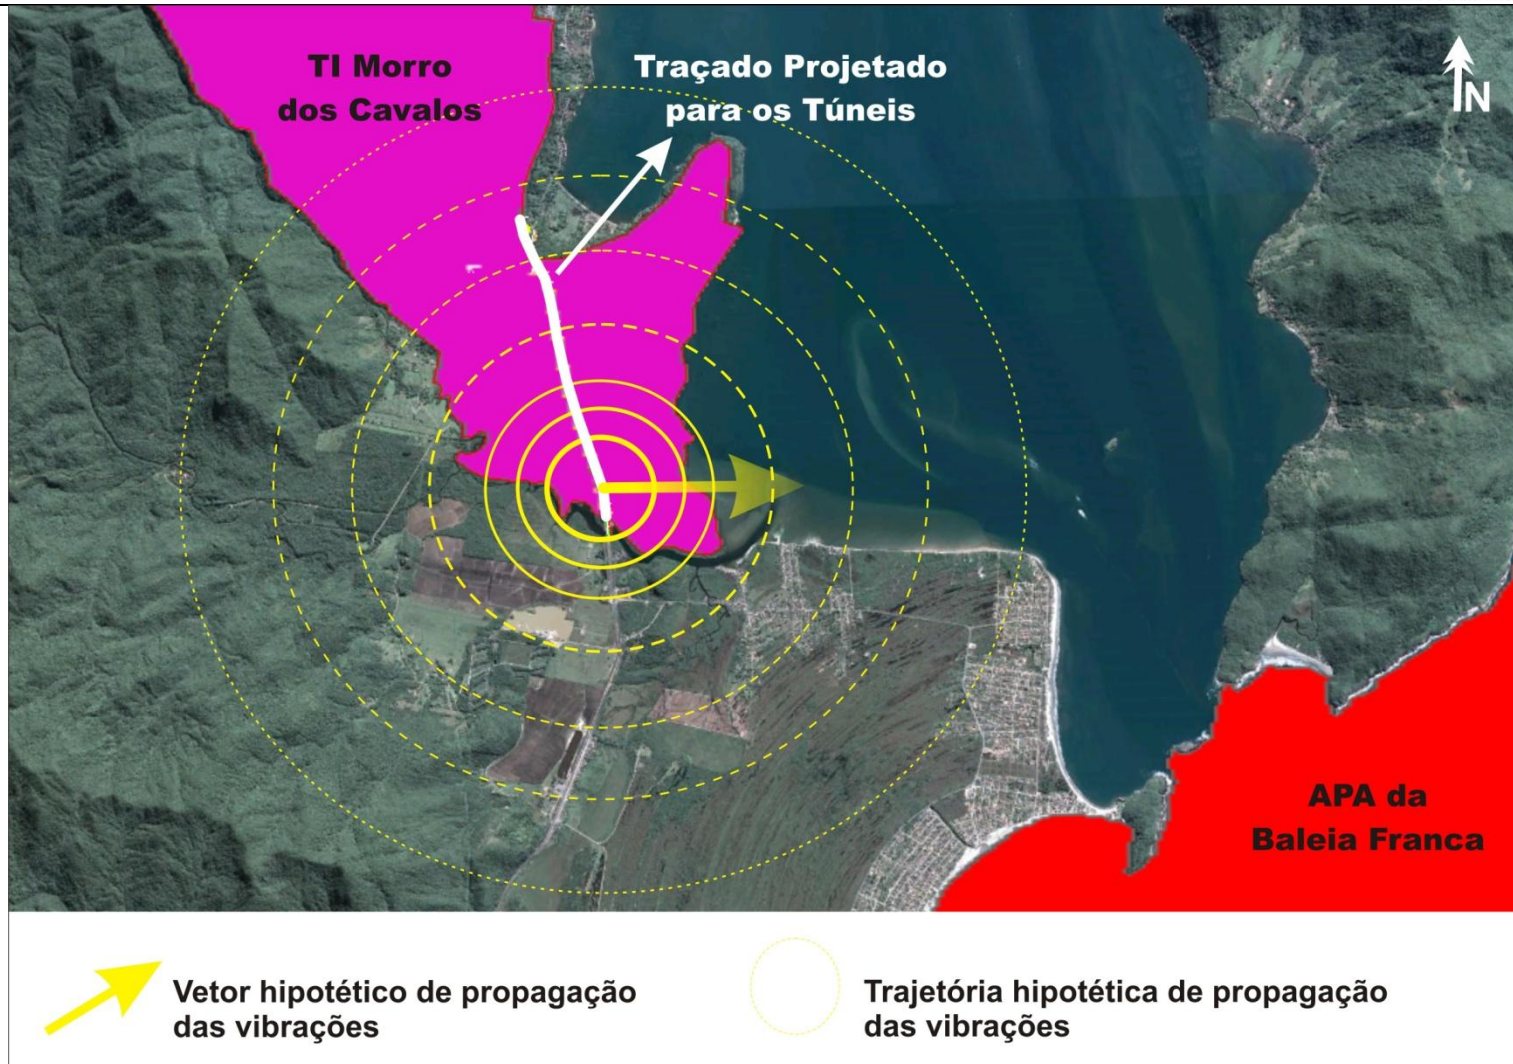 TI Morro
dos Cavalos
Traçado Projetado
para os Túneis
N
APA da
Baleia Franca
Vetor hipotético de propagação
das vibrações
Trajetória hipotética de propagação
das vibrações